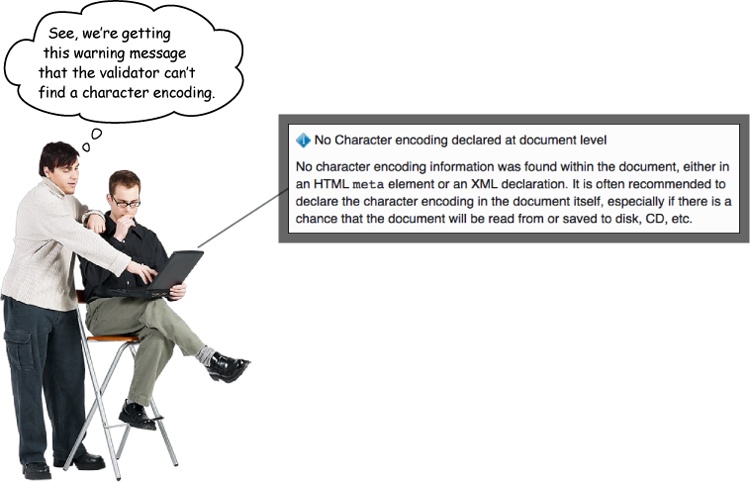 See, we're getting
this warning message
that the validator can't
find a character encoding.
No Character encoding declared at document level
No character encoding information was found within the document, either in
an HTML meta element or an XML declaration. It is often recommended to
declare the character encoding in the document itself, especially if there is a
chance that the document will be read from or saved to disk, CD, etc.